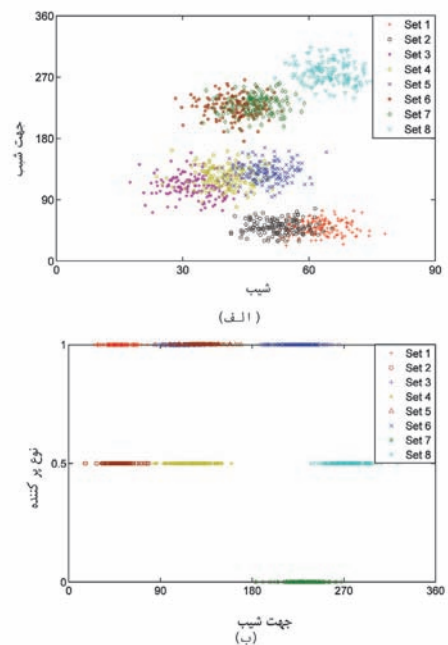 360
270
180
90
0
جهت شیب
Set 1
Set 2
Set 3
Set 4
Set 5
Set 6
Set 7
Set 8
0 30 60 90
شیب
(الف)
1
0.5
0
نوع پرکننده
Set 1
Set 2
Set 3
Set 4
Set 5
Set 6
Set 7
Set 8
0 90 180 270 360
جهت شیب
(ب)